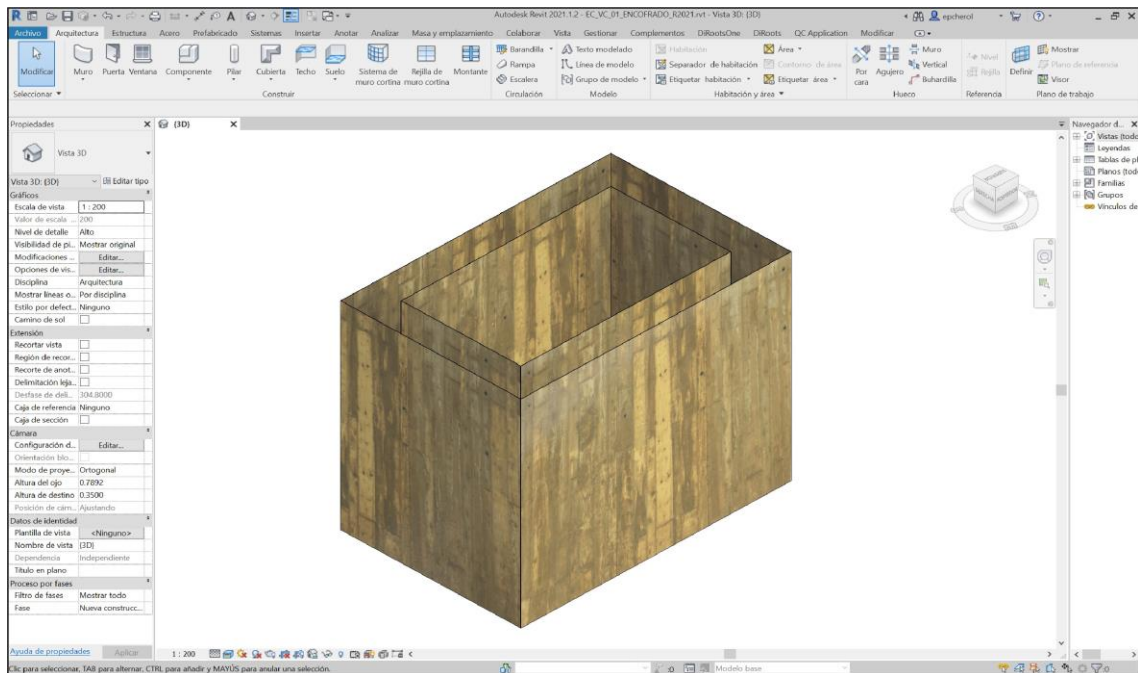 Autodesk Revit 2021.1.2 - EC_VC_01_ENCOFRADO_R2021.rvt - Vista 3D: {3D}
epcherol
Archivo Arquitectura Estructura Acero Prefabricado Sistemas Insertar Anotar Analizar Masa y emplazamiento Colaborar Vista Gestionar Complementos DiRootsOne DiRoots QC Application Modificar
Modificar
Muro Puerta Ventana Componente Pilar Cubierta Techo Suelo Sistema de muro cortina Rejilla de muro cortina Montante
Barandilla
Rampa
Escalera
Texto modelado
Línea de modelo
Grupo de modelo
Habitación
Separador de habitación
Etiquetar habitación
Área
Contorno de área
Etiquetar área
Por cara
Agujero
Muro
Vertical
Buhardilla
Nivel
Rejilla
Definir
Mostrar
Plano de referencia
Visor
Seleccionar Construir Circulación Modelo Habitación y área Hueco Referencia Plano de trabajo
Propiedades
{3D}
Navegador d...
Vista 3D
Vistas (todo
Leyendas
Tablas de pl
Planos (tod
Familias
Grupos
Vínculos de
Vista 3D: {3D} Editar tipo
Gráficos
Escala de vista 1 : 200
Valor de escala ... 200
Nivel de detalle Alto
Visibilidad de pi... Mostrar original
Modificaciones ... Editar...
Opciones de vis... Editar...
Disciplina Arquitectura
Mostrar líneas o... Por disciplina
Estilo por defect... Ninguno
Camino de sol
Extensión
Recortar vista
Región de recor...
Recorte de anot...
Delimitación leja...
Desfase de deli... 304.8000
Caja de referencia Ninguno
Caja de sección
Cámara
Configuración d... Editar...
Orientación blo...
Modo de proye... Ortogonal
Altura del ojo 0.7892
Altura de destino 0.3500
Posición de cám... Ajustando
Datos de identidad
Plantilla de vista <Ninguno>
Nombre de vista {3D}
Dependencia Independiente
Título en plano
Proceso por fases
Filtro de fases Mostrar todo
Fase Nueva construcc...
Ayuda de propiedades Aplicar
1 : 200
Clic para seleccionar, TAB para alternar, CTRL para añadir y MAYÚS para anular una selección.
:0
Modelo base
:0